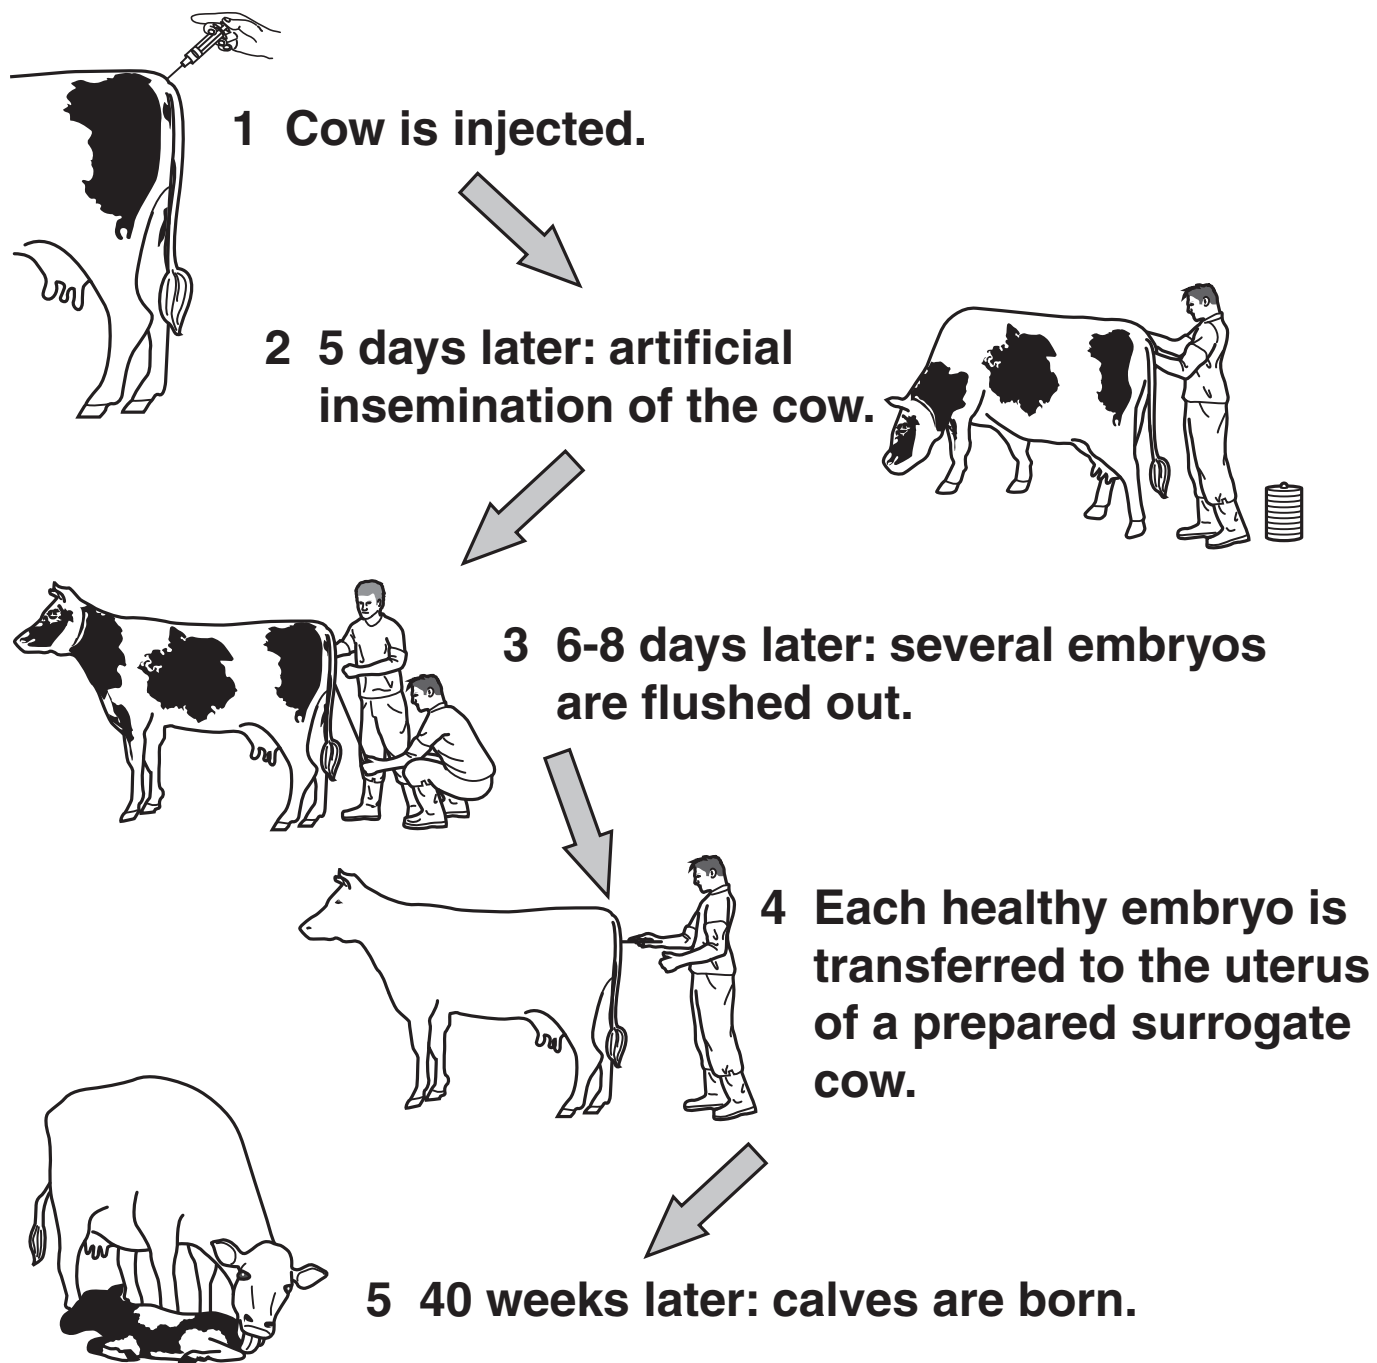 1 Cow is injected.
2 5 days later: artificial
insemination of the cow.
3 6-8 days later: several embryos
are flushed out.
4 Each healthy embryo is
transferred to the uterus
of a prepared surrogate
cow.
5 40 weeks later: calves are born.